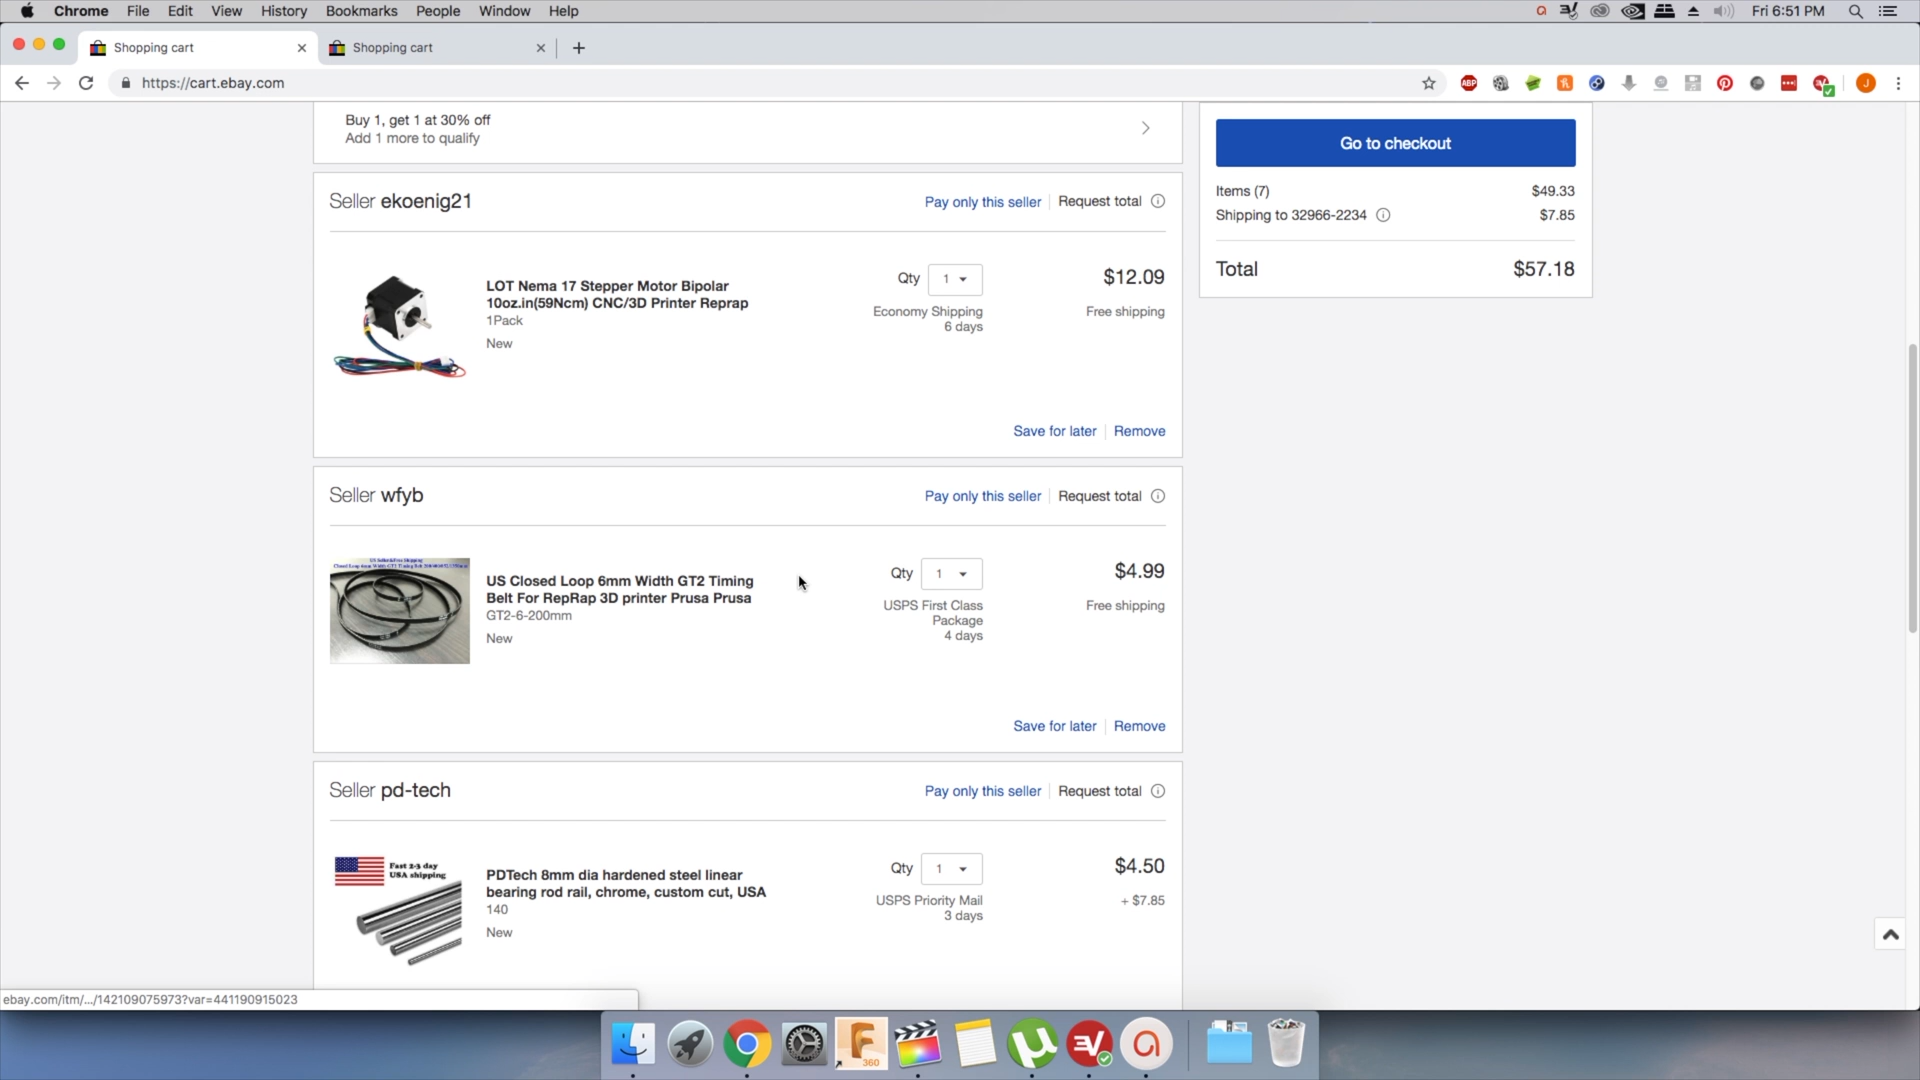 Chrome File Edit View History Bookmarks People Window Help
Fri 6:51 PM
Shopping cart
Shopping cart
https://cart.ebay.com
ABP
J
Buy 1, get 1 at 30% off
Add 1 more to qualify
Go to checkout
Items (7) $49.33
Shipping to 32966-2234 $7.85
Total $57.18
Seller ekoenig21
Pay only this seller Request total
LOT Nema 17 Stepper Motor Bipolar
10oz.in(59Ncm) CNC/3D Printer Reprap
1Pack
New
Qty 1
Economy Shipping
6 days
$12.09
Free shipping
Save for later Remove
Seller wfyb
Pay only this seller Request total
US Closed Loop 6mm Width GT2 Timing
Belt For RepRap 3D printer Prusa Prusa
GT2-6-200mm
New
Qty 1
USPS First Class
Package
4 days
$4.99
Free shipping
Save for later Remove
Seller pd-tech
Pay only this seller Request total
Fast 2-3 day
USA shipping
PDTech 8mm dia hardened steel linear
bearing rod rail, chrome, custom cut, USA
140
New
Qty 1
USPS Priority Mail
3 days
$4.50
+ $7.85
ebay.com/itm/.../142109075973?var=441190915023
360